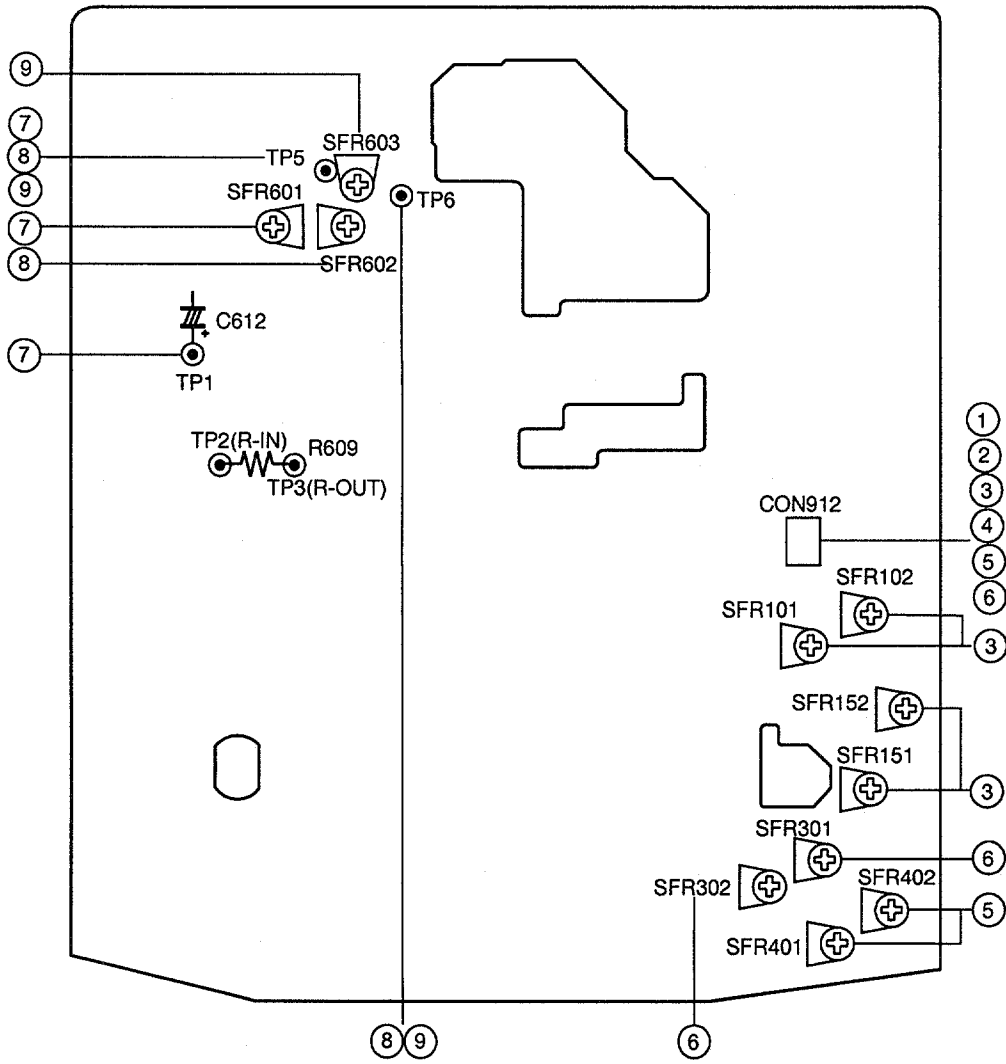 ⑨
⑦
SFR603
⑧
TP5
⑨
SFR601
TP6
⑦
⑧
SFR602
C612
+
⑦
TP1
TP2(R-IN)
R609
TP3(R-OUT)
①
②
③
CON912
④
⑤
SFR102
⑥
SFR101
③
SFR152
SFR151
③
SFR301
⑥
SFR302
SFR402
⑤
SFR401
⑧⑨
⑥